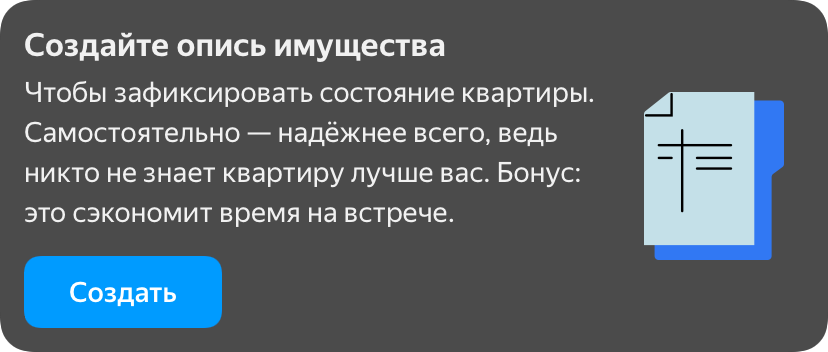 Создайте опись имущества
Чтобы зафиксировать состояние квартиры.
Самостоятельно — надёжнее всего, ведь
никто не знает квартиру лучше вас. Бонус:
это сэкономит время на встрече.
Создать